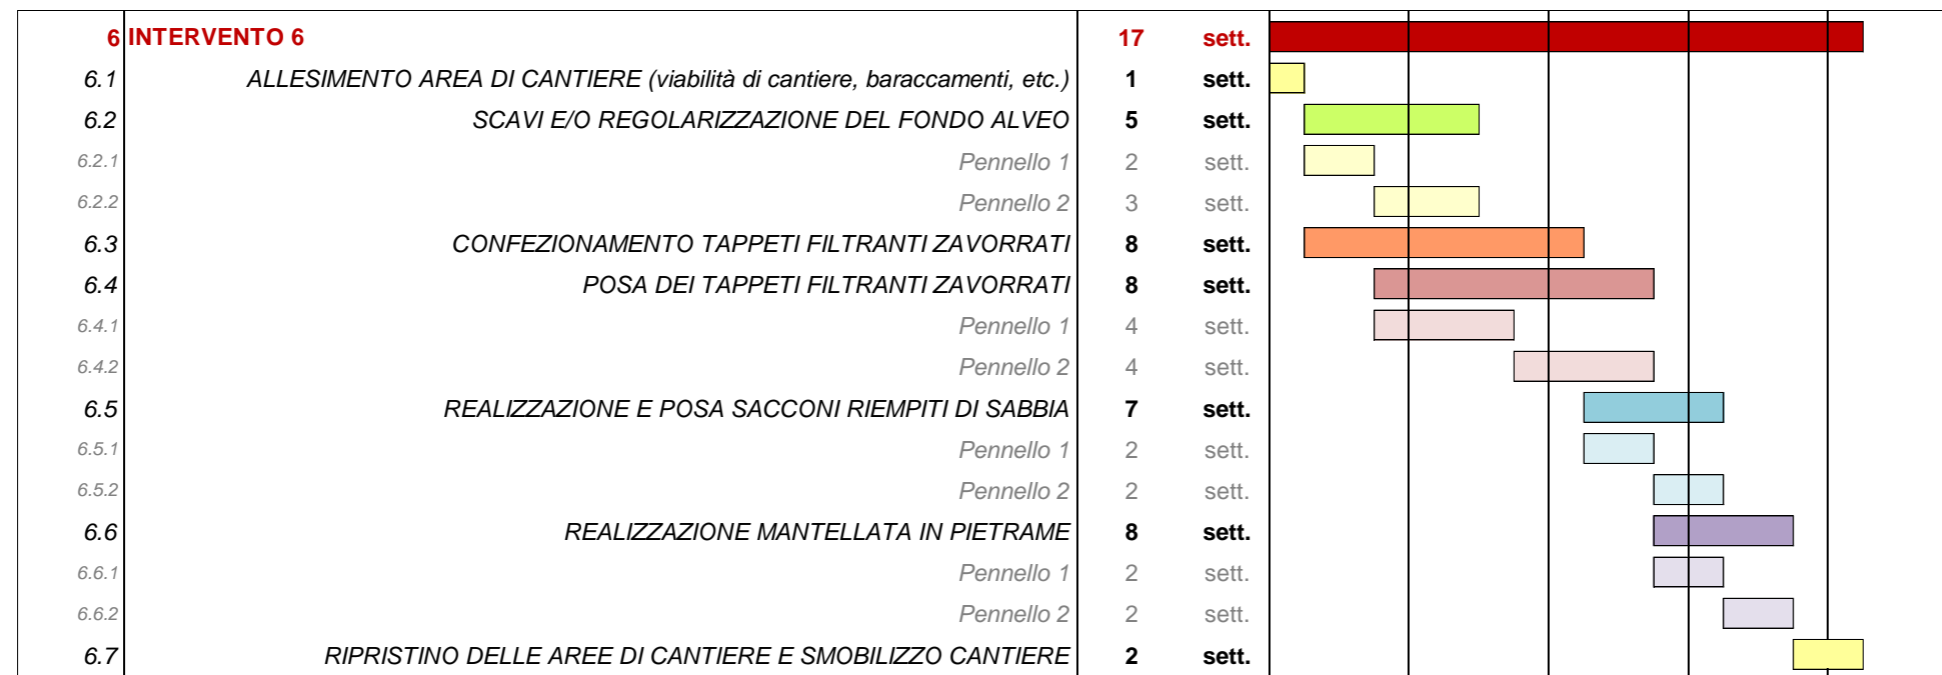 6 INTERVENTO 6 17 sett.
6.1 ALLESIMENTO AREA DI CANTIERE (viabilità di cantiere, baraccamenti, etc.) 1 sett.
6.2 SCAVI E/O REGOLARIZZAZIONE DEL FONDO ALVEO 5 sett.
6.2.1 Pennello 1 2 sett.
6.2.2 Pennello 2 3 sett.
6.3 CONFEZIONAMENTO TAPPETI FILTRANTI ZAVORRATI 8 sett.
6.4 POSA DEI TAPPETI FILTRANTI ZAVORRATI 8 sett.
6.4.1 Pennello 1 4 sett.
6.4.2 Pennello 2 4 sett.
6.5 REALIZZAZIONE E POSA SACCONI RIEMPITI DI SABBIA 7 sett.
6.5.1 Pennello 1 2 sett.
6.5.2 Pennello 2 2 sett.
6.6 REALIZZAZIONE MANTELLATA IN PIETRAME 8 sett.
6.6.1 Pennello 1 2 sett.
6.6.2 Pennello 2 2 sett.
6.7 RIPRISTINO DELLE AREE DI CANTIERE E SMOBILIZZO CANTIERE 2 sett.